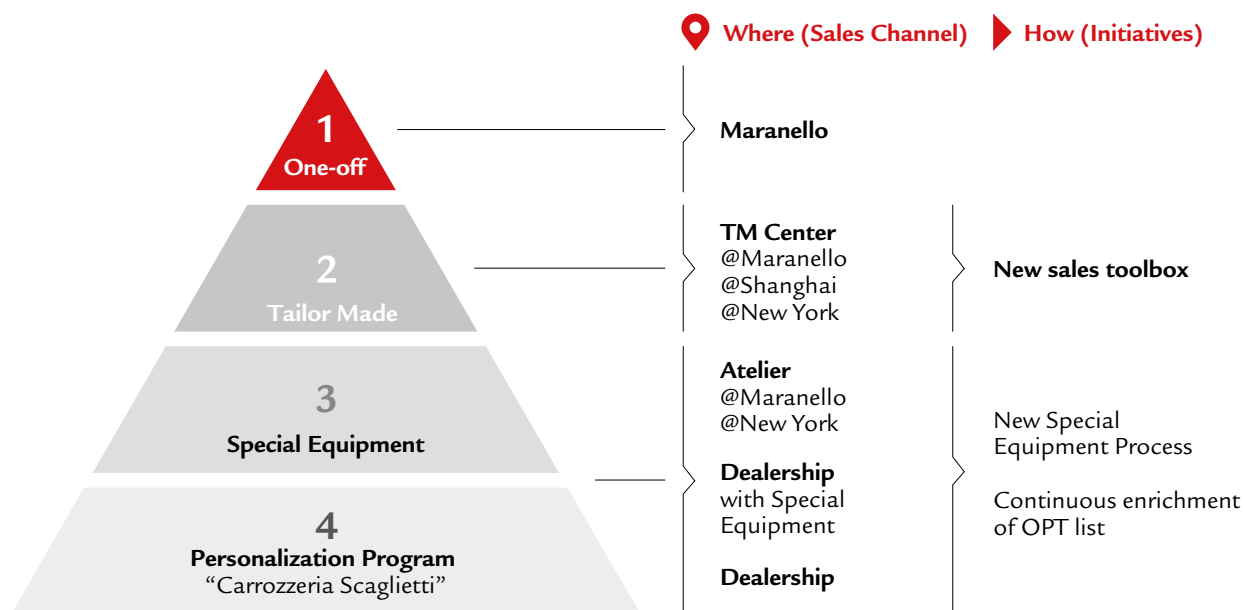 Where (Sales Channel)
How (Initiatives)
1
One-off
Maranello
2
Tailor Made
TM Center
@Maranello
@Shanghai
@New York
New sales toolbox
3
Special Equipment
Atelier
@Maranello
@New York
Dealership
with Special
Equipment
Dealership
New Special
Equipment Process
Continuous enrichment
of OPT list
4
Personalization Program
“Carrozzeria Scaglietti”